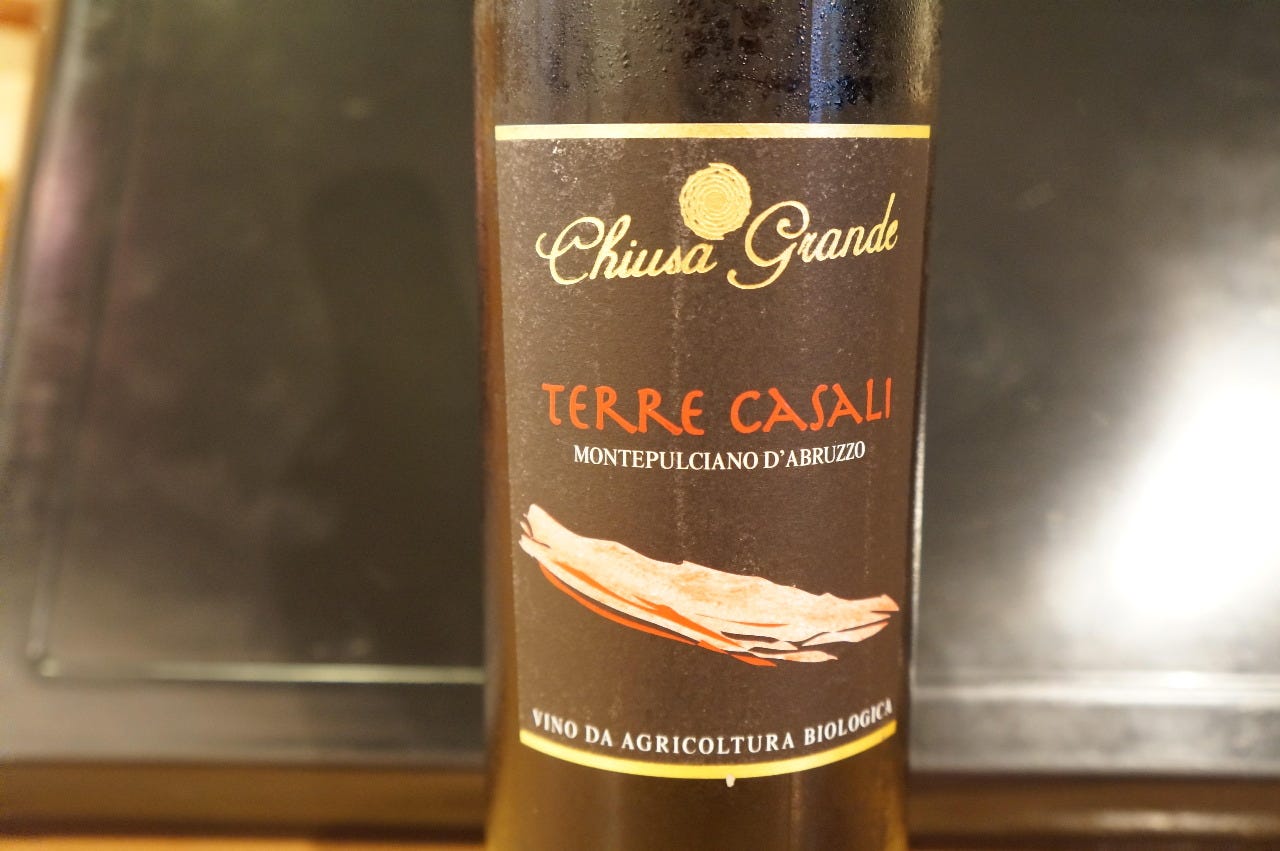 Chiusa Grande
TERRE CASALI
MONTEPULCIANO D'ABRUZZO
VINO DA AGRICOLTURA BIOLOGICA